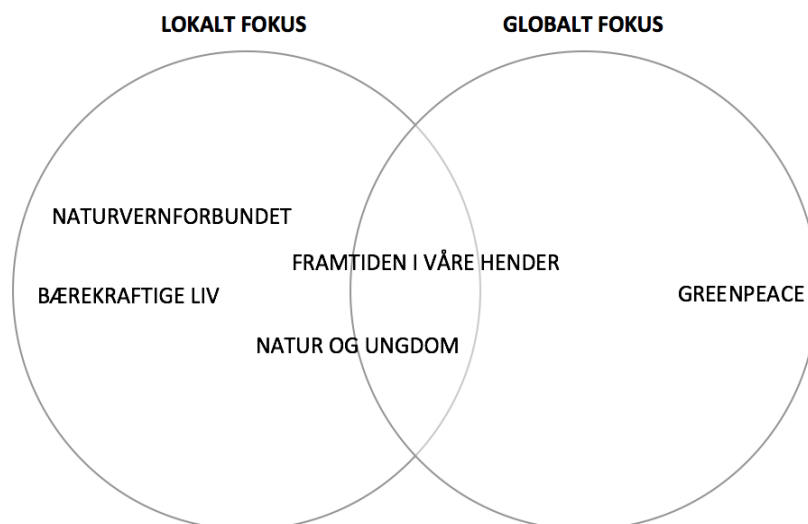 LOKALT FOKUS
GLOBALT FOKUS
NATURVERNFORBUNDET
FRAMTIDEN I VÅRE HENDER
BÆREKRAFTIGE LIV
GREENPEACE
NATUR OG UNGDOM